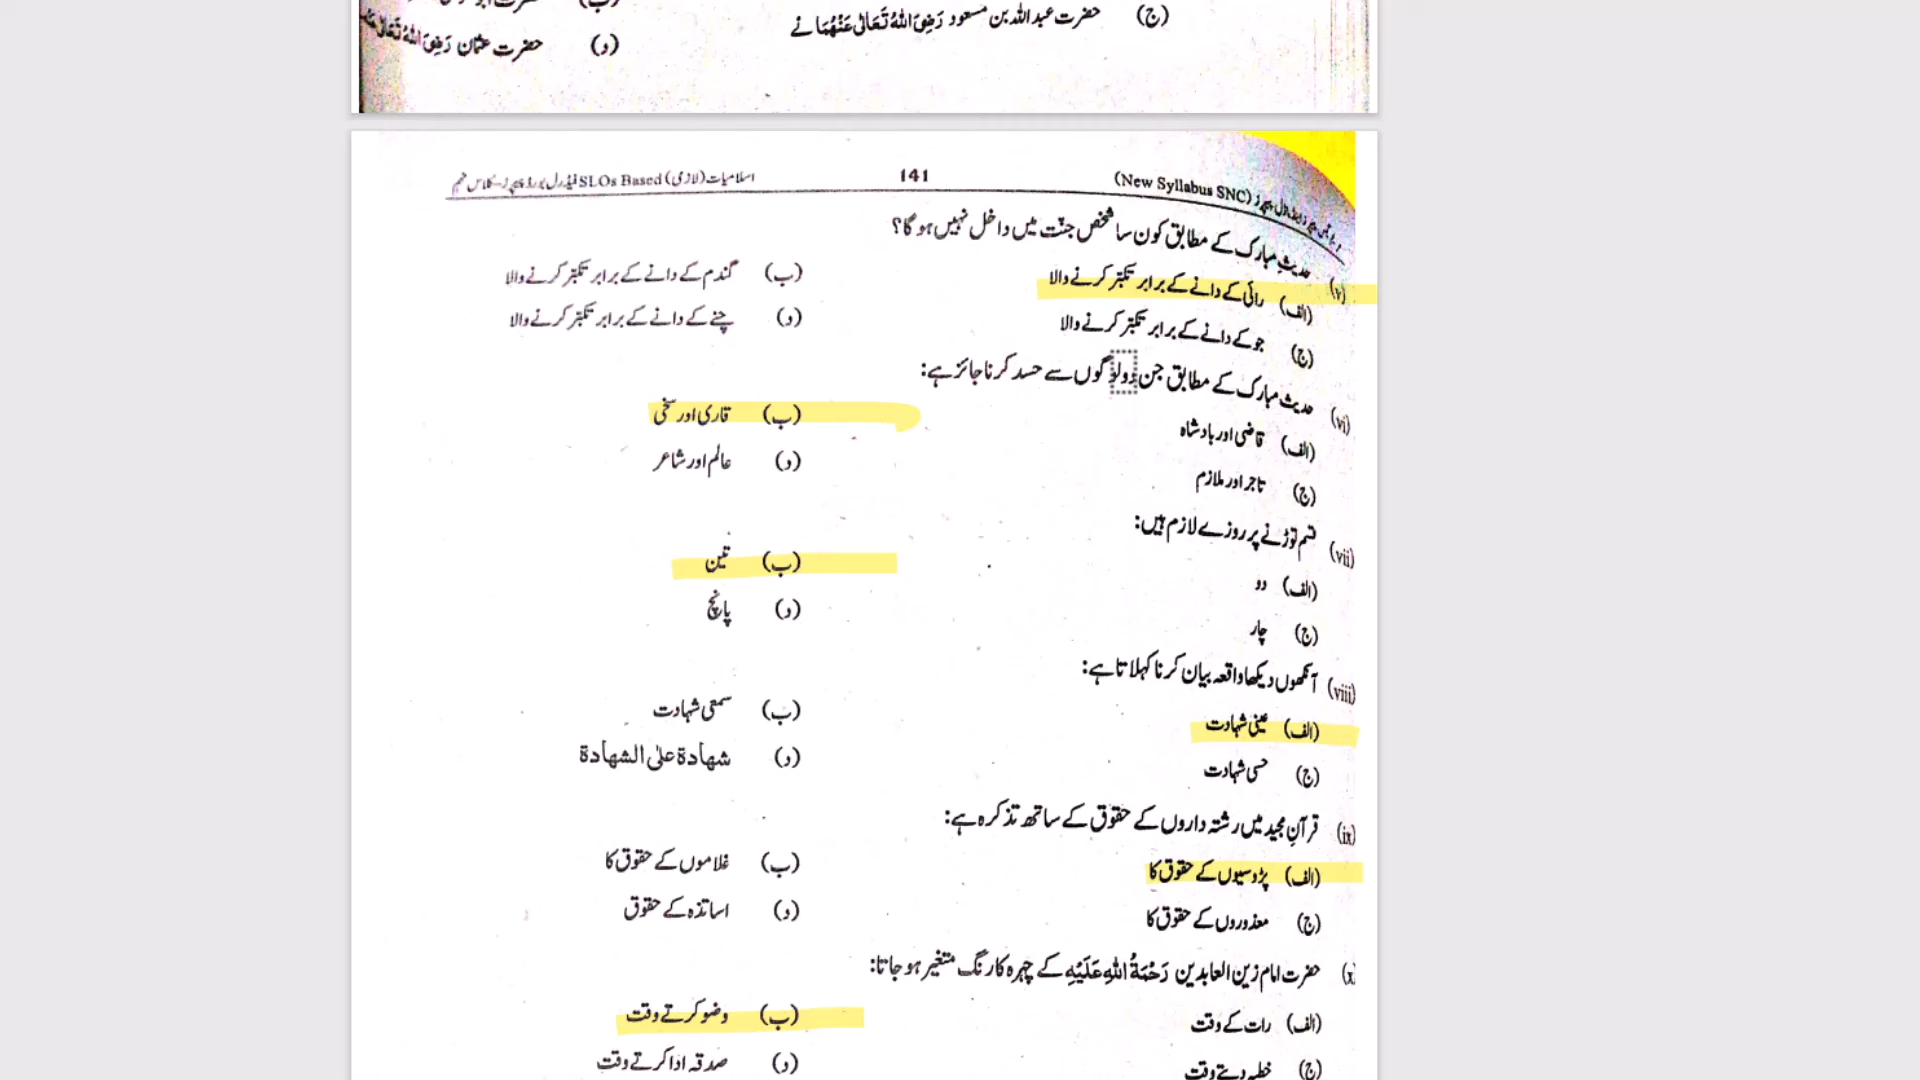 (ج) حضرت عبداللہ بن مسعود رَضِیَ اللہُ تَعَالٰی عَنْہُمَا نے
(د) حضرت عثمان رَضِیَ اللہُ تَعَالٰی
(New Syllabus SNC) 141 اسلامیات (لازمی) SLOs Based فیڈرل بورڈ پیپرز - کلاس نہم
(v) حدیثِ مبارک کے مطابق کون سا شخص جنّت میں داخل نہیں ہو گا؟
(الف) رائی کے دانے کے برابر تکبّر کرنے والا (ب) گندم کے دانے کے برابر تکبّر کرنے والا
(ج) جو کے دانے کے برابر تکبّر کرنے والا (د) چنے کے دانے کے برابر تکبّر کرنے والا
(vi) حدیث مبارک کے مطابق جن دو لوگوں سے حسد کرنا جائز ہے:
(الف) قاضی اور بادشاہ (ب) قاری اور سخی
(ج) تاجر اور ملازم (د) عالم اور شاعر
(vii) قسم توڑنے پر روزے لازم ہیں:
(الف) دو (ب) تین
(ج) چار (د) پانچ
(viii) آنکھوں دیکھا واقعہ بیان کرنا کہلاتا ہے:
(الف) عینی شہادت (ب) سمعی شہادت
(ج) حسی شہادت (د) شھادۃ علی الشھادۃ
(ix) قرآنِ مجید میں رشتہ داروں کے حقوق کے ساتھ تذکرہ ہے:
(الف) پڑوسیوں کے حقوق کا (ب) غلاموں کے حقوق کا
(ج) معذوروں کے حقوق کا (د) اساتذہ کے حقوق
(x) حضرت امام زین العابدین رَحْمَةُ اللهِ عَلَيْهِ کے چہرہ کا رنگ متغیر ہو جاتا:
(الف) رات کے وقت (ب) وضو کرتے وقت
(ج) خطبہ دیتے وقت (د) صدقہ ادا کرتے وقت